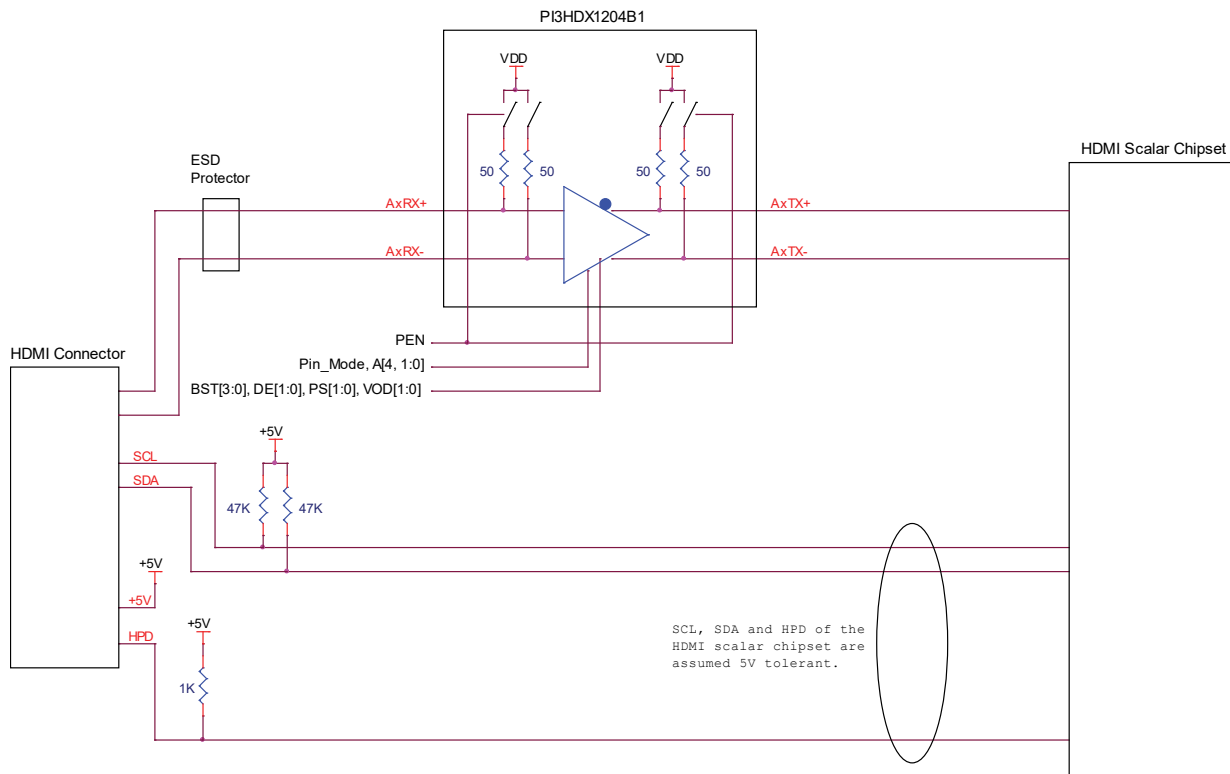 PI3HDX1204B1
VDD
VDD
HDMI Scalar Chipset
ESD
Protector
50
50
50
50
AxRX+
AxTX+
AxRX-
AxTX-
PEN
HDMI Connector
Pin_Mode, A[4, 1:0]
BST[3:0], DE[1:0], PS[1:0], VOD[1:0]
+5V
SCL
SDA
47K
47K
+5V
+5V
+5V
HPD
SCL, SDA and HPD of the
HDMI scalar chipset are
assumed 5V tolerant.
1K